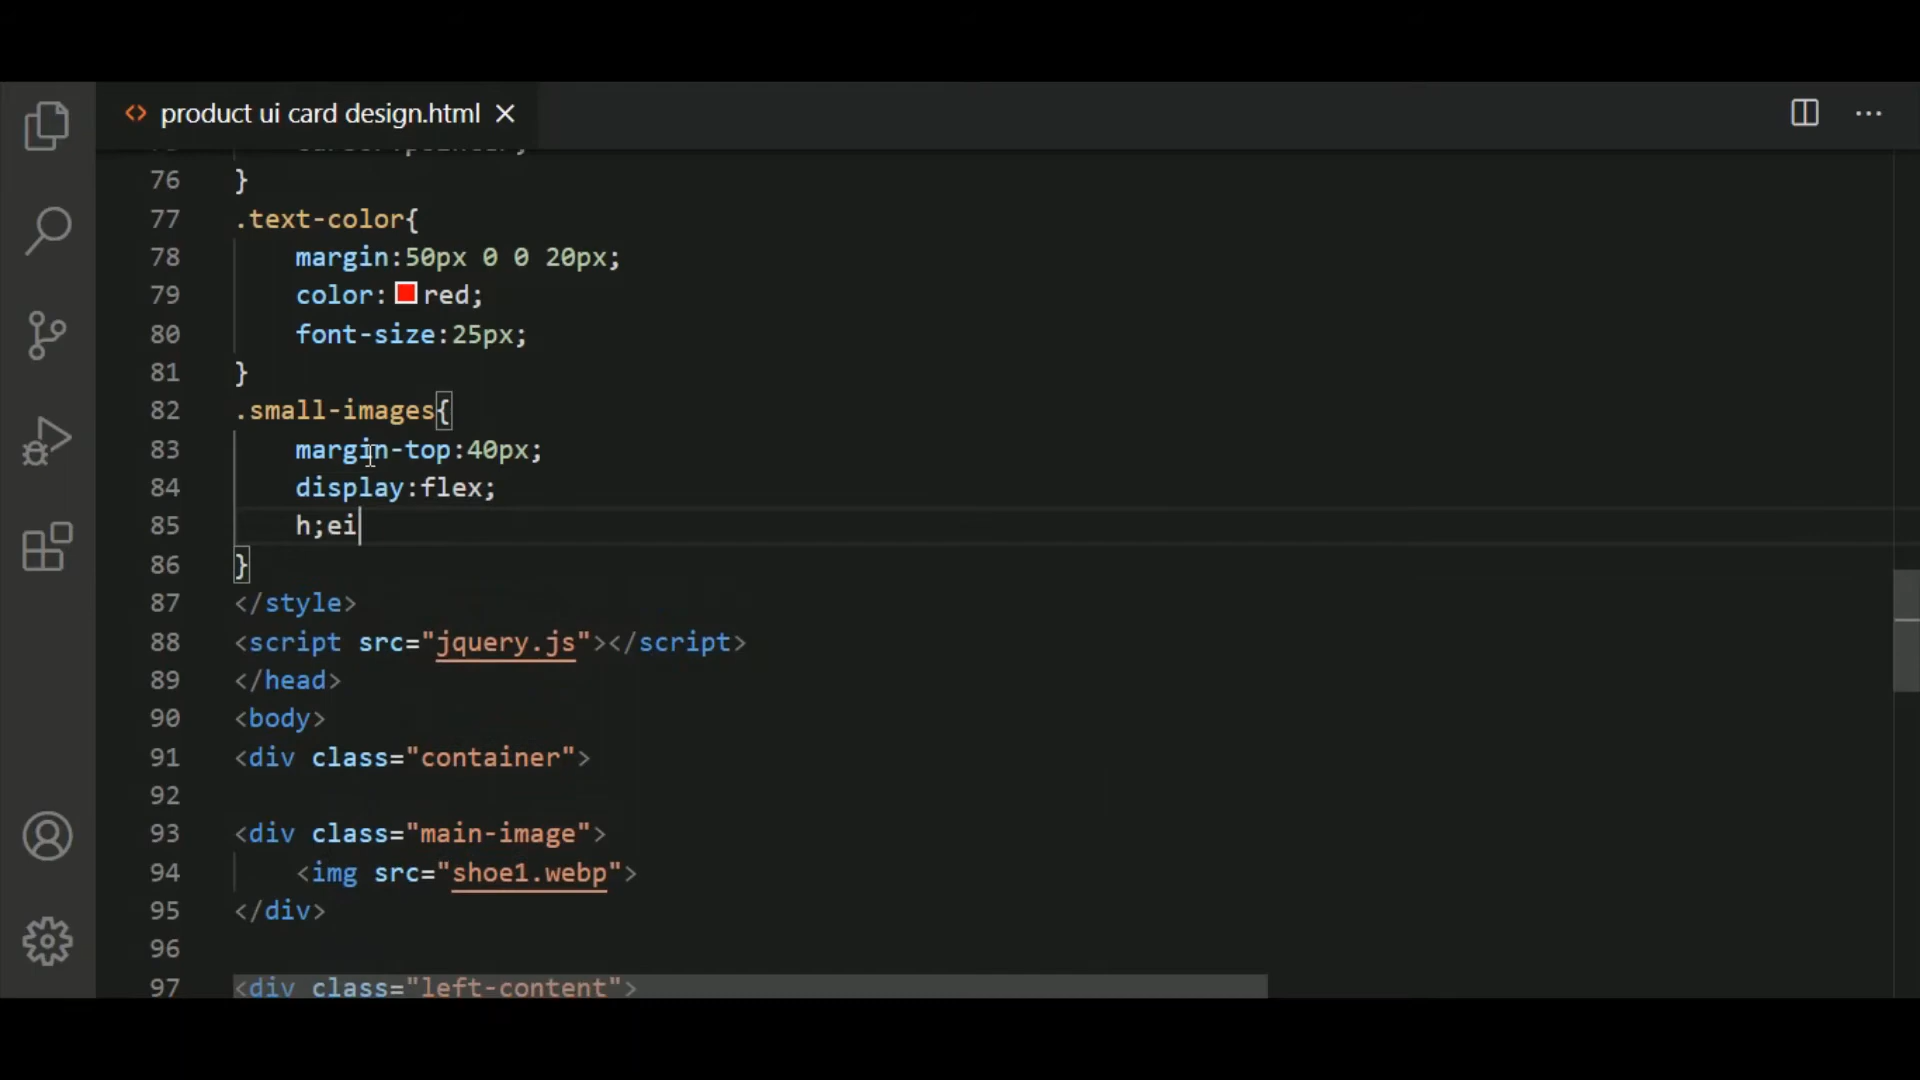 product ui card design.html
76 }
77 .text-color{
78 margin:50px 0 0 20px;
79 color: red;
80 font-size:25px;
81 }
82 .small-images{
83 margin-top:40px;
84 display:flex;
85 h;ei
86 }
87 </style>
88 <script src="jquery.js"></script>
89 </head>
90 <body>
91 <div class="container">
92
93 <div class="main-image">
94 <img src="shoe1.webp">
95 </div>
96
97 <div class="left-content">